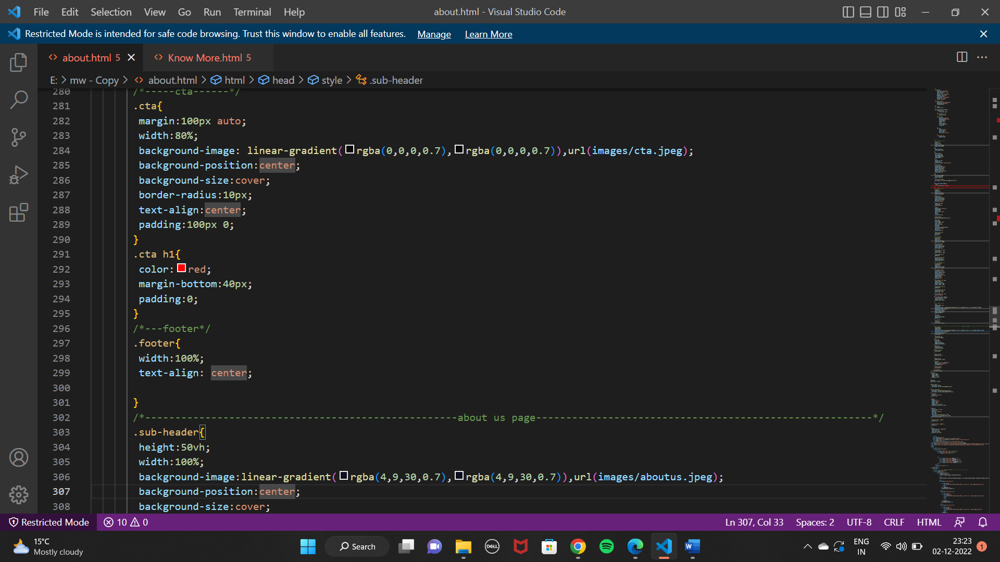 File Edit Selection View Go Run Terminal Help about.html - Visual Studio Code
Restricted Mode is intended for safe code browsing. Trust this window to enable all features. Manage Learn More
about.html 5 Know More.html 5
E: > mw - Copy > about.html > html > head > style > .sub-header
280 /*-----cta------*/
281 .cta{
282 margin:100px auto;
283 width:80%;
284 background-image: linear-gradient(rgba(0,0,0,0.7),rgba(0,0,0,0.7)),url(images/cta.jpeg);
285 background-position:center;
286 background-size:cover;
287 border-radius:10px;
288 text-align:center;
289 padding:100px 0;
290 }
291 .cta h1{
292 color:red;
293 margin-bottom:40px;
294 padding:0;
295 }
296 /*---footer*/
297 .footer{
298 width:100%;
299 text-align: center;
300
301 }
302 /*----------------------------------------------------about us page--------------------------------------------------------*/
303 .sub-header{
304 height:50vh;
305 width:100%;
306 background-image:linear-gradient(rgba(4,9,30,0.7),rgba(4,9,30,0.7)),url(images/aboutus.jpeg);
307 background-position:center;
308 background-size:cover;
Restricted Mode 10 0 Ln 307, Col 33 Spaces: 2 UTF-8 CRLF HTML
15°C
Mostly cloudy
Search
DELL
ENG
IN
23:23
02-12-2022
1